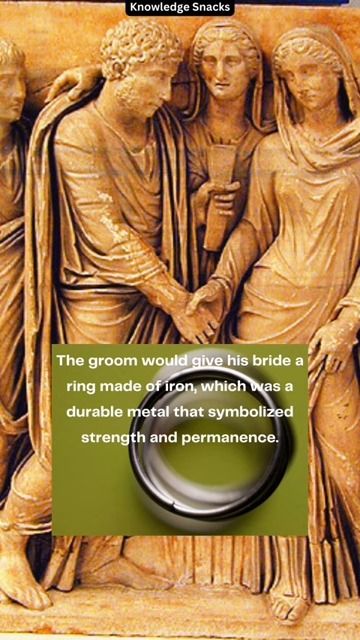 Knowledge Snacks
The groom would give his bride a
ring made of iron, which was a
durable metal that symbolized
strength and permanence.